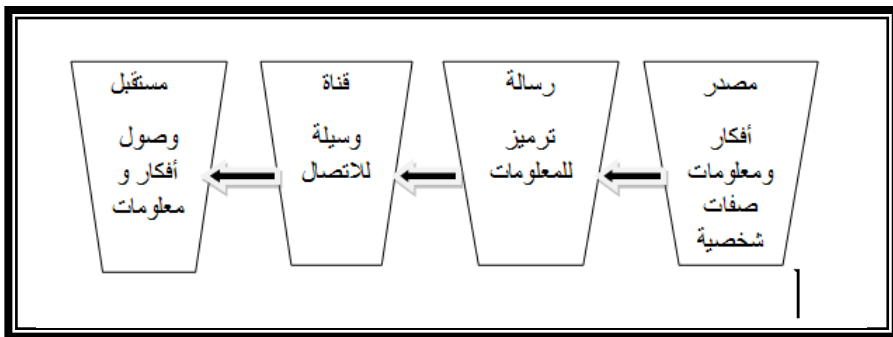 مصدر
أفكار
ومعلومات
صفات
شخصية
رسالة
ترميز
للمعلومات
قناة
وسيلة
للاتصال
مستقبل
وصول
أفكار و
معلومات